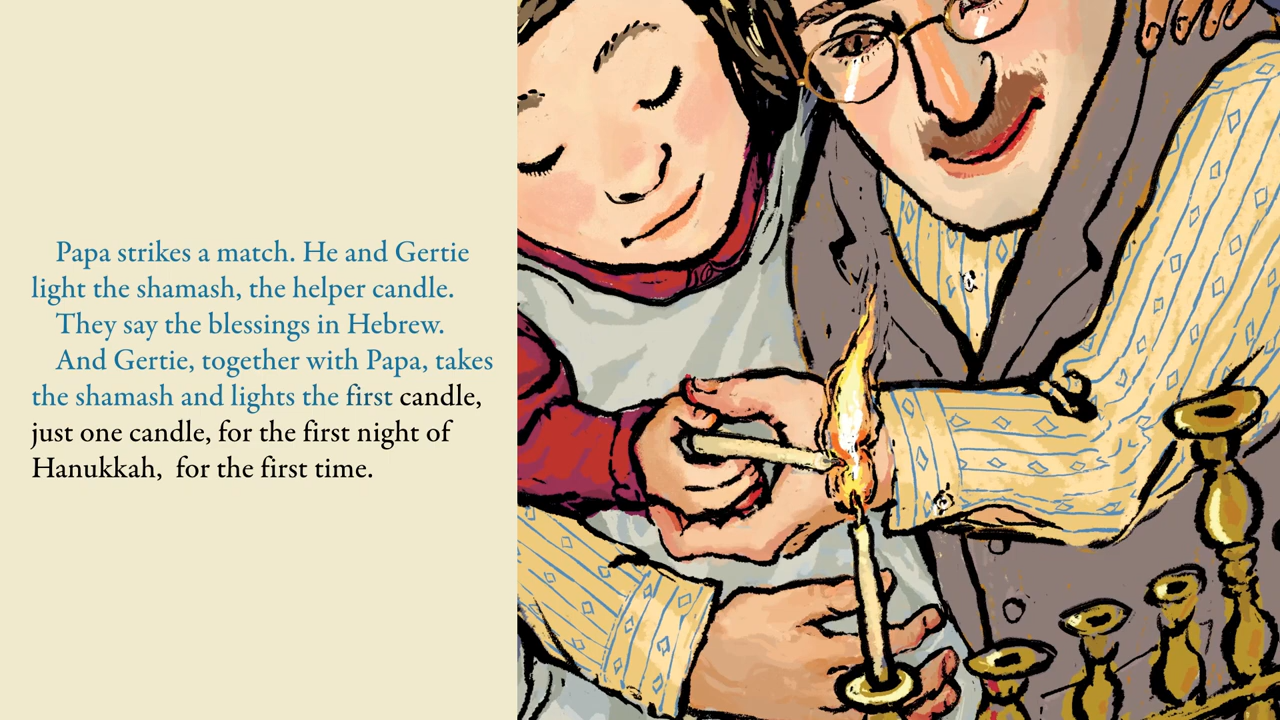 Papa strikes a match. He and Gertie
light the shamash, the helper candle.
They say the blessings in Hebrew.
And Gertie, together with Papa, takes
the shamash and lights the first candle,
just one candle, for the first night of
Hanukkah,  for the first time.